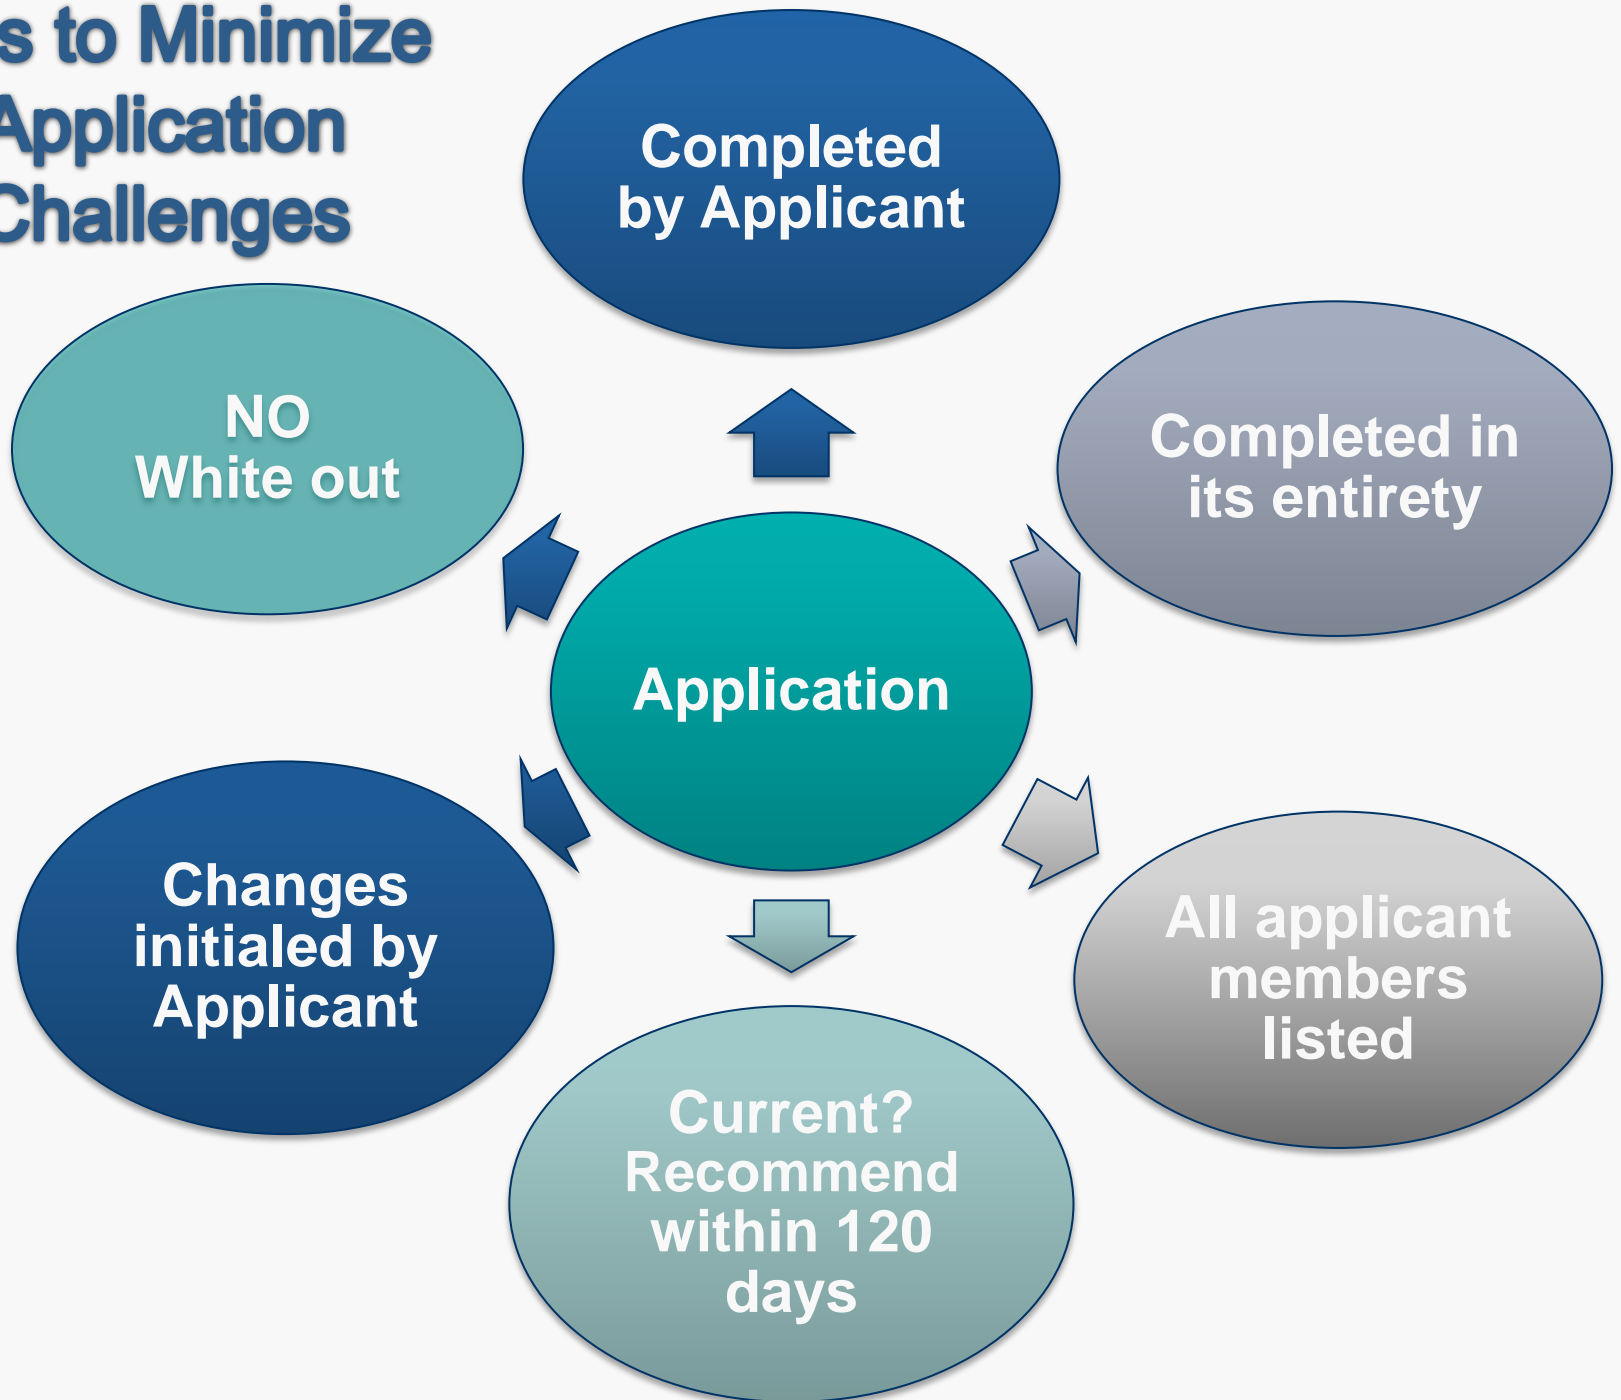 s to Minimize
Application
Challenges
Completed
by Applicant
NO
White out
Completed in
its entirety
Application
Changes
initialed by
Applicant
All applicant
members
listed
Current?
Recommend
within 120
days